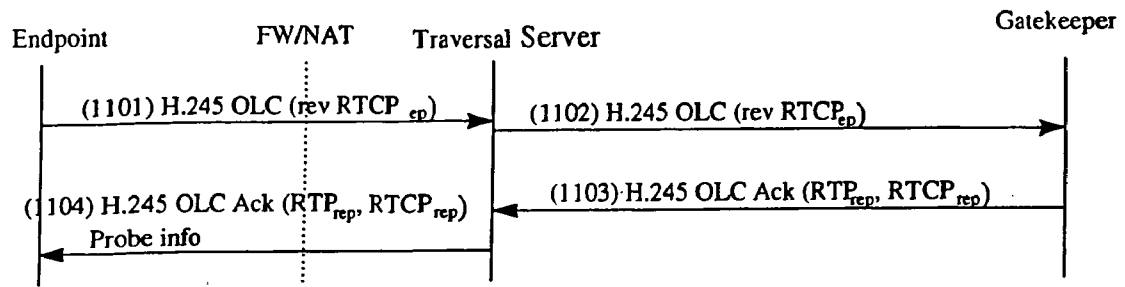 Endpoint
FW/NAT
Traversal Server
Gatekeeper
(1101) H.245 OLC (rev RTCP ep)
(1102) H.245 OLC (rev RTCPep)
(1104) H.245 OLC Ack (RTPrep, RTCPrep)
Probe info
(1103) H.245 OLC Ack (RTPrep, RTCPrep)